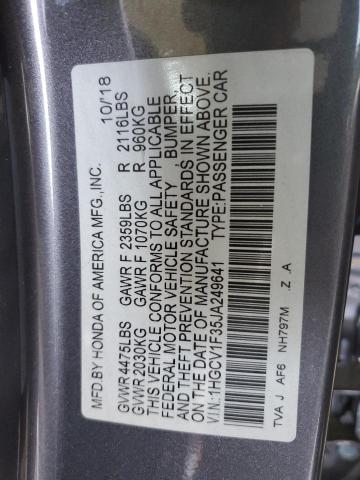 MFD.BY HONDA OF AMERICA MFG.,INC. 10/18
GVWR 4475LBS GAWR F 2359LBS R 2116LBS
GVWR 2030KG GAWR F 1070KG R 960KG
THIS VEHICLE CONFORMS TO ALL APPLICABLE
FEDERAL MOTOR VEHICLE SAFETY, BUMPER,
AND THEFT PREVENTION STANDARDS IN EFFECT
ON THE DATE OF MANUFACTURE SHOWN ABOVE.
V.I.N.:1HGCV1F35JA249641 TYPE:PASSENGER CAR
TVA J AF6 NH797M Z .A